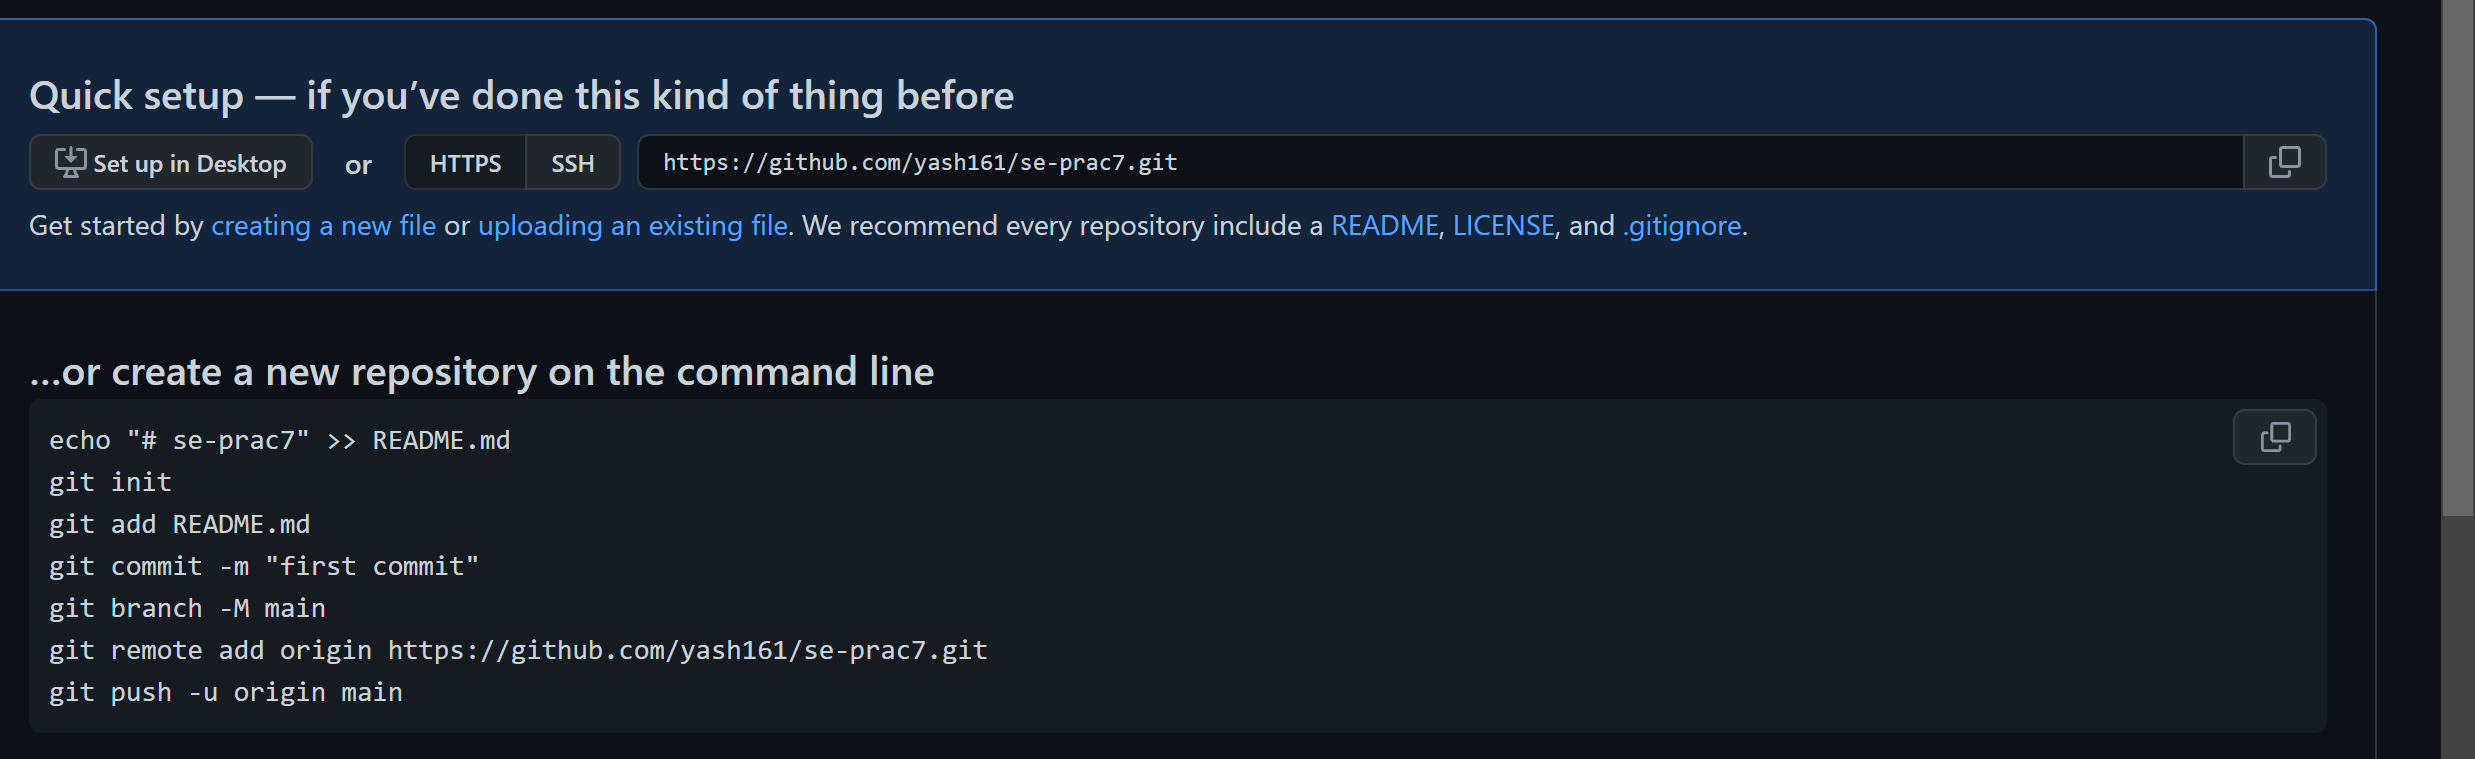 Quick setup — if you’ve done this kind of thing before
Set up in Desktop or HTTPS SSH https://github.com/yash161/se-prac7.git
Get started by creating a new file or uploading an existing file. We recommend every repository include a README, LICENSE, and .gitignore.
…or create a new repository on the command line
echo "# se-prac7" >> README.md
git init
git add README.md
git commit -m "first commit"
git branch -M main
git remote add origin https://github.com/yash161/se-prac7.git
git push -u origin main